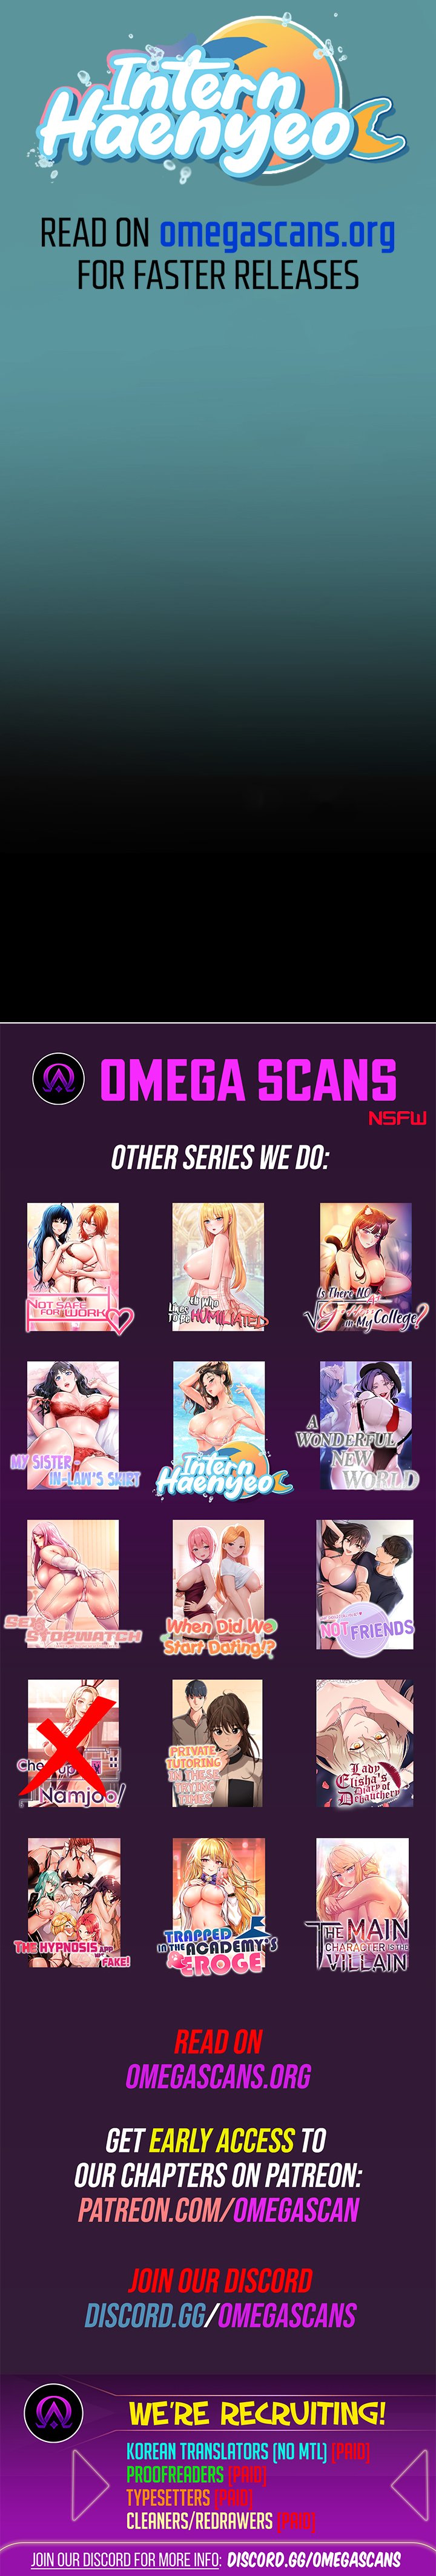 Intern
Haenyeo
READ ON omegascans.org
FOR FASTER RELEASES
OMEGA SCANS
NSFW
OTHER SERIES WE DO:
NOT SAFE
FOR WORK
Elf Who
Likes
To Be HUMILIATED
Is There NO
in My College?
MY SISTER-
IN-LAW'S SKIRT
Intern
Haenyeo
A
WONDERFUL
NEW
WORLD
SEX
STOPWATCH
When Did We
Start Dating!?
NOT FRIENDS
Namjoo!
PRIVATE
TUTORING
IN THESE
TRYING
TIMES
Lady
Elisha's
Diary of
Debauchery
THE HYPNOSIS APP
WAS
FAKE!
TRAPPED
IN THE ACADEMY'S
EROGE
THE MAIN
CHARACTER IS THE
VILLAIN
READ ON
OMEGASCANS.ORG
GET EARLY ACCESS TO
OUR CHAPTERS ON PATREON:
PATREON.COM/OMEGASCAN
JOIN OUR DISCORD
DISCORD.GG/OMEGASCANS
WE'RE RECRUITING!
KOREAN TRANSLATORS (NO MTL) [PAID]
PROOFREADERS [PAID]
TYPESETTERS [PAID]
CLEANERS/REDRAWERS [PAID]
JOIN OUR DISCORD FOR MORE INFO: DISCORD.GG/OMEGASCANS